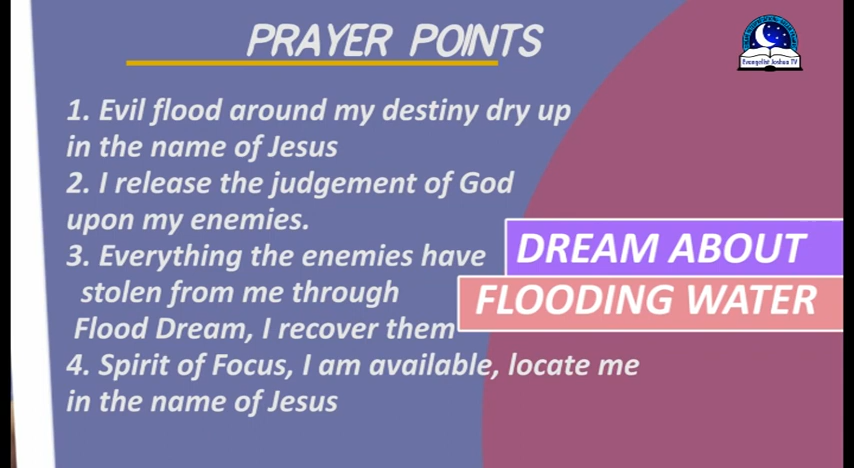 PRAYER POINTS
Evangelist Joshua TV
1. Evil flood around my destiny dry up
in the name of Jesus
2. I release the judgement of God
upon my enemies.
3. Everything the enemies have
stolen from me through
Flood Dream, I recover them
4. Spirit of Focus, I am available, locate me
in the name of Jesus
DREAM ABOUT
FLOODING WATER